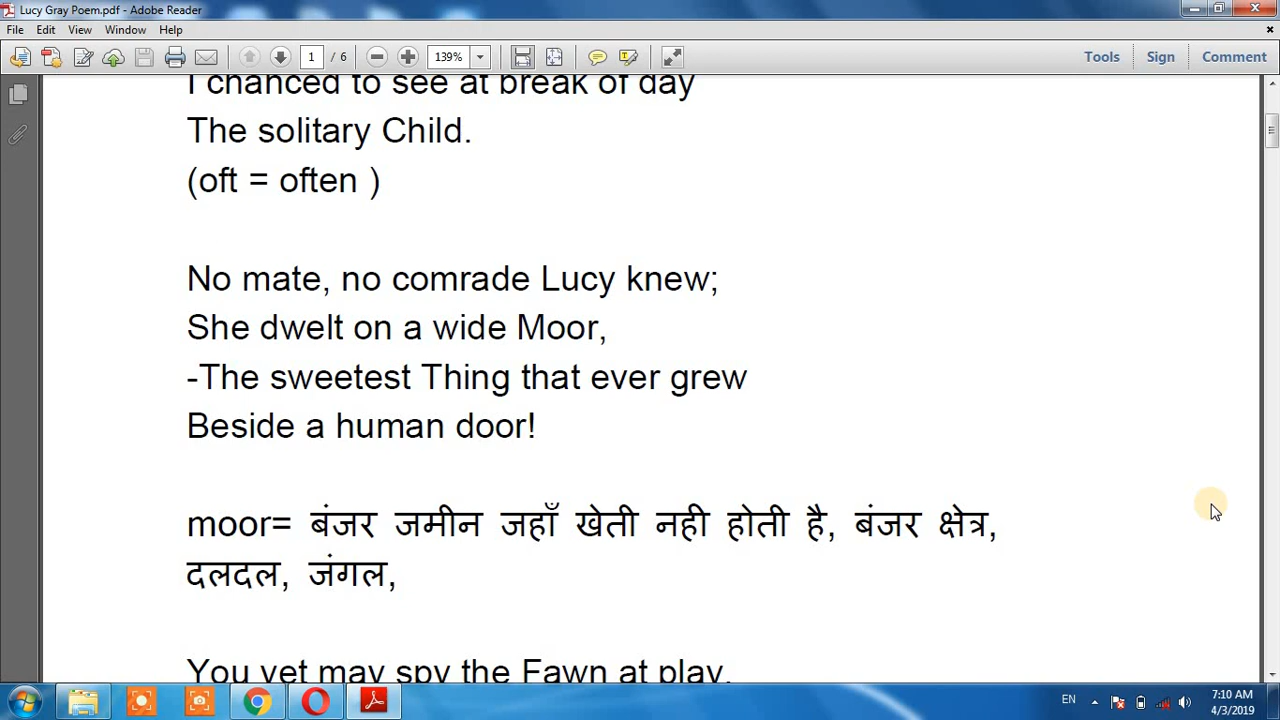 Lucy Gray Poem.pdf - Adobe Reader
File Edit View Window Help
1 / 6 139% Tools Sign Comment
I chanced to see at break of day
The solitary Child.
(oft = often )
No mate, no comrade Lucy knew;
She dwelt on a wide Moor,
-The sweetest Thing that ever grew
Beside a human door!
moor= बंजर जमीन जहाँ खेती नही होती है, बंजर क्षेत्र,
दलदल, जंगल,
You yet may spy the Fawn at play,
EN 7:10 AM
4/3/2019